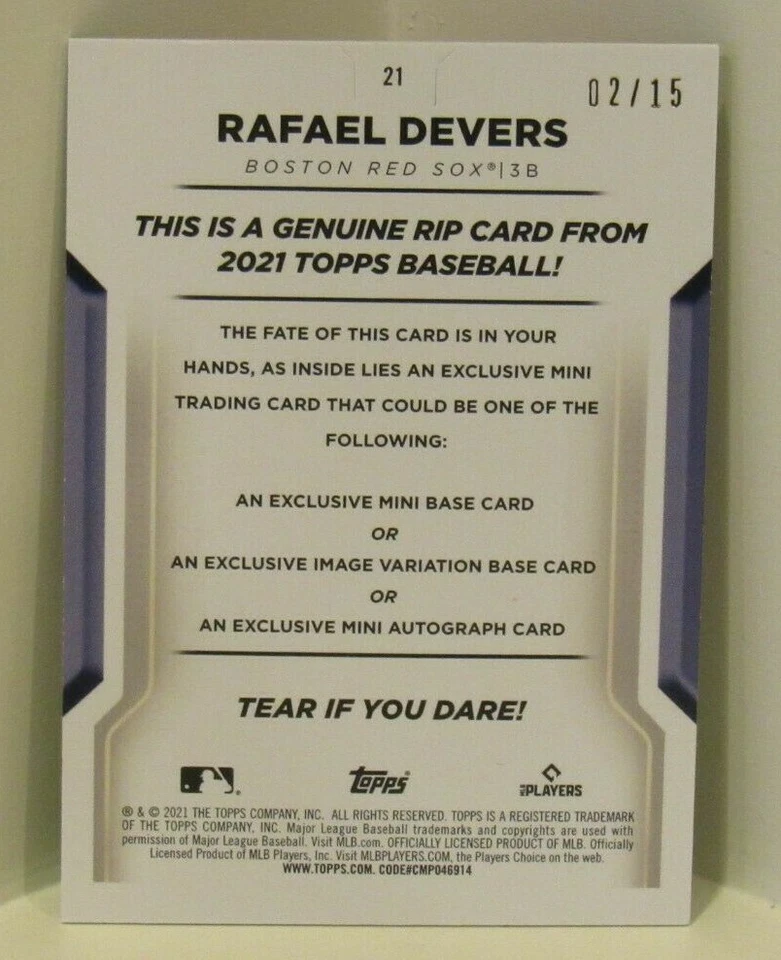 21
02/15
RAFAEL DEVERS
BOSTON RED SOX®|3B
THIS IS A GENUINE RIP CARD FROM
2021 TOPPS BASEBALL!
THE FATE OF THIS CARD IS IN YOUR
HANDS, AS INSIDE LIES AN EXCLUSIVE MINI
TRADING CARD THAT COULD BE ONE OF THE
FOLLOWING:
AN EXCLUSIVE MINI BASE CARD
OR
AN EXCLUSIVE IMAGE VARIATION BASE CARD
OR
AN EXCLUSIVE MINI AUTOGRAPH CARD
TEAR IF YOU DARE!
Topps®
MLB PLAYERS
® & © 2021 THE TOPPS COMPANY, INC. ALL RIGHTS RESERVED. TOPPS IS A REGISTERED TRADEMARK
OF THE TOPPS COMPANY, INC. Major League Baseball trademarks and copyrights are used with
permission of Major League Baseball. Visit MLB.com. OFFICIALLY LICENSED PRODUCT OF MLB. Officially
Licensed Product of MLB Players, Inc. Visit MLBPLAYERS.COM, the Players Choice on the web.
WWW.TOPPS.COM. CODE#CMP046914